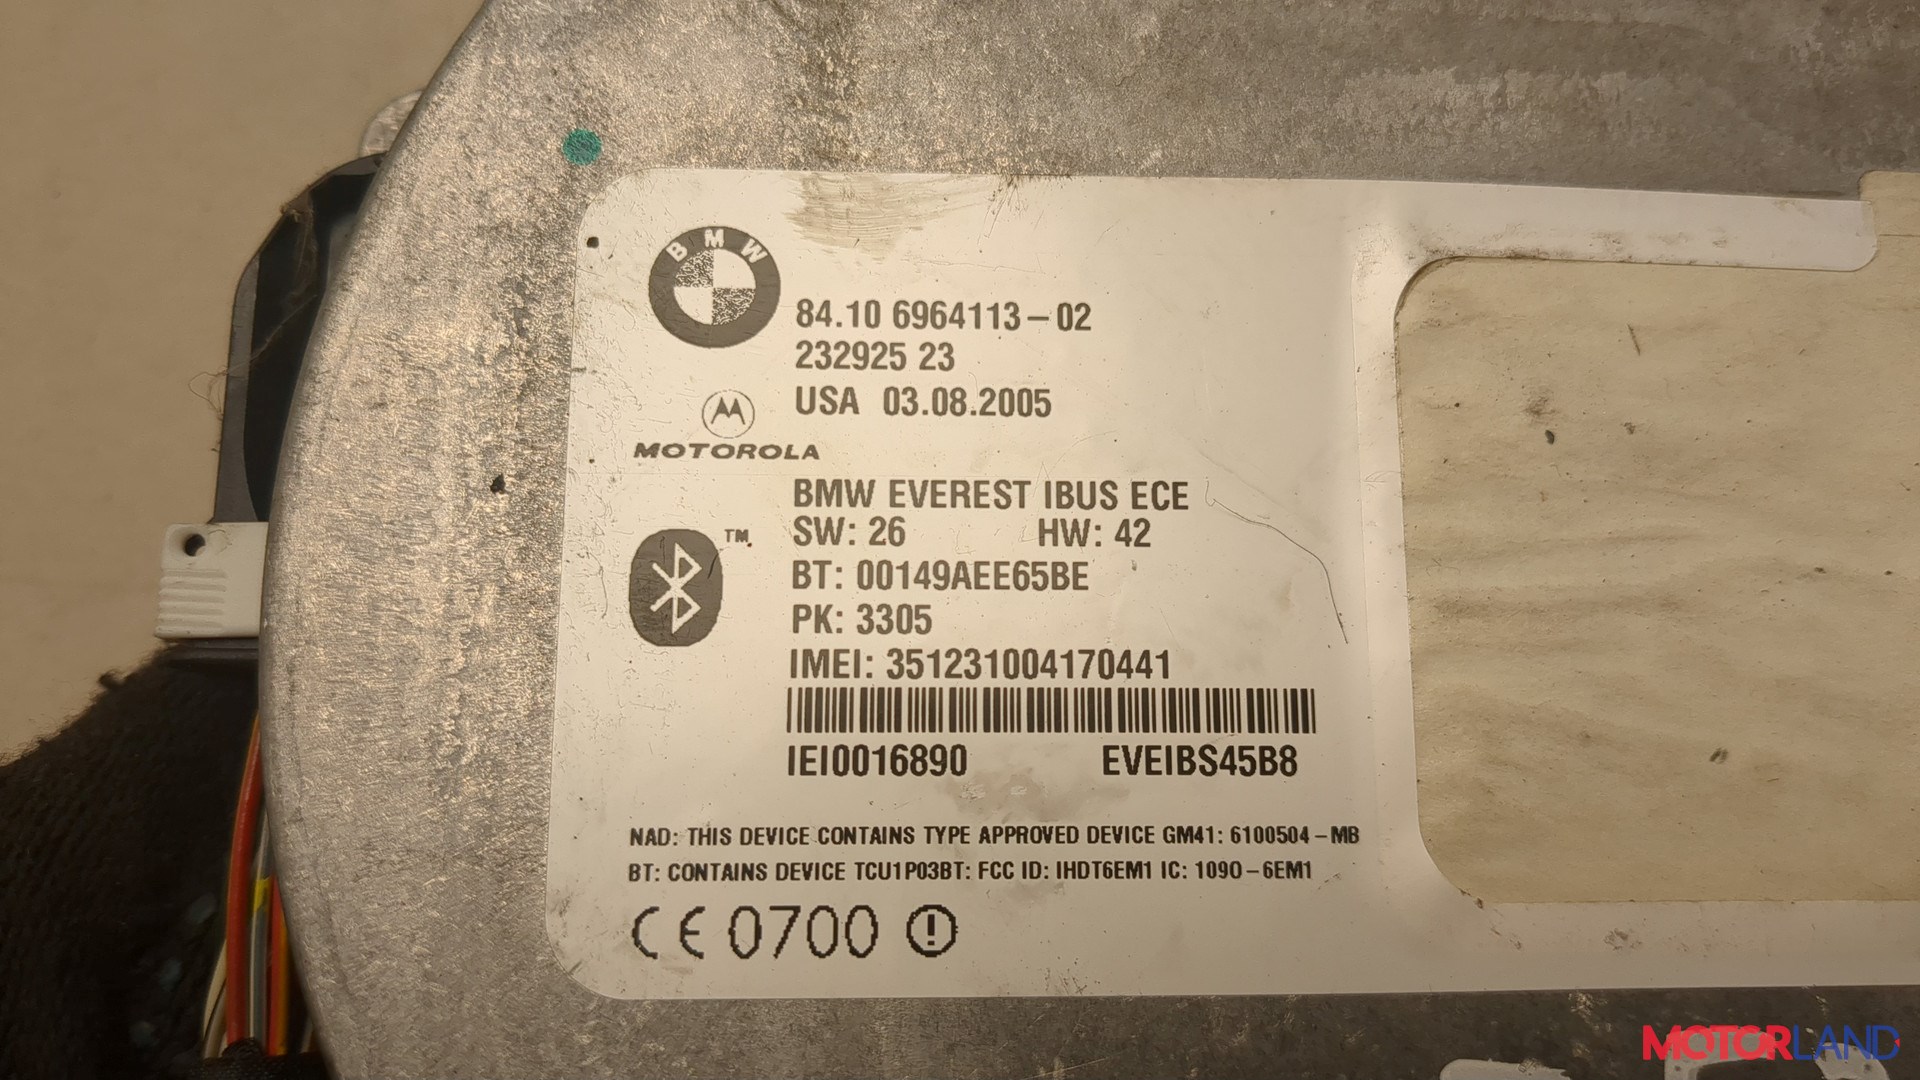 BMW
84.10 6964113-02
232925 23
USA 03.08.2005
MOTOROLA
BMW EVEREST IBUS ECE
SW: 26 HW: 42
TM
BT: 00149AEE65BE
PK: 3305
IMEI: 351231004170441
IEI0016890 EVEIBS45B8
NAD: THIS DEVICE CONTAINS TYPE APPROVED DEVICE GM41: 6100504-MB
BT: CONTAINS DEVICE TCU1P03BT: FCC ID: IHDT6EM1 IC: 1090-6EM1
CE 0700
MOTORLAND